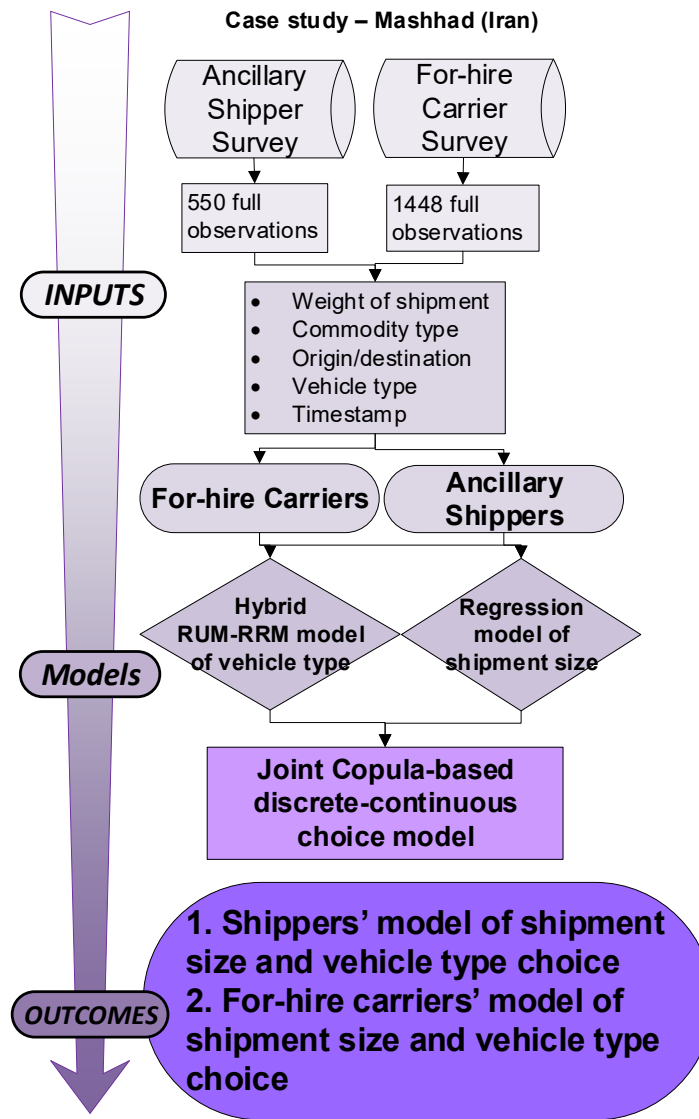 Case study – Mashhad (Iran)
Ancillary
Shipper
Survey
For-hire
Carrier
Survey
550 full
observations
1448 full
observations
INPUTS
• Weight of shipment
• Commodity type
• Origin/destination
• Vehicle type
• Timestamp
For-hire Carriers
Ancillary
Shippers
Hybrid
RUM-RRM model
of vehicle type
Regression
model of
shipment size
Models
Joint Copula-based
discrete-continuous
choice model
1. Shippers’ model of shipment
size and vehicle type choice
2. For-hire carriers’ model of
shipment size and vehicle type
choice
OUTCOMES